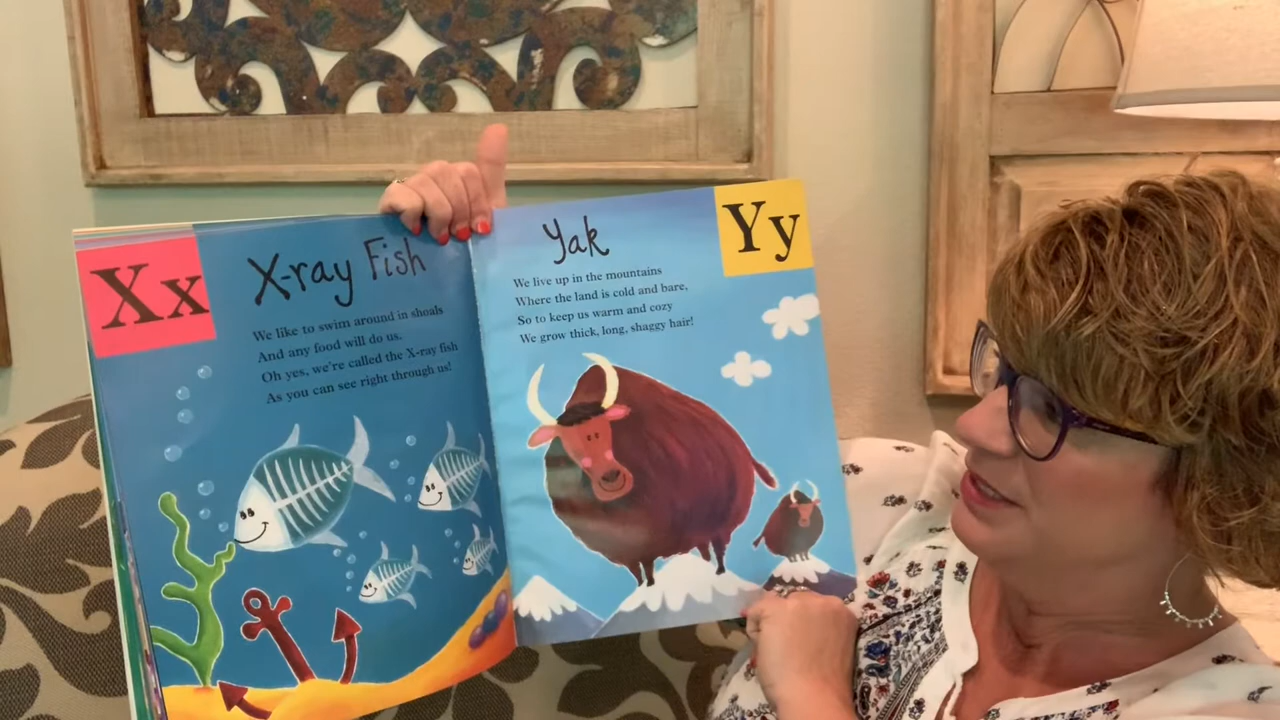 Xx
X-ray Fish
We like to swim around in shoals
And any food will do us.
Oh yes, we're called the X-ray fish
As you can see right through us!
Yak
Yy
We live up in the mountains
Where the land is cold and bare,
So to keep us warm and cozy
We grow thick, long, shaggy hair!